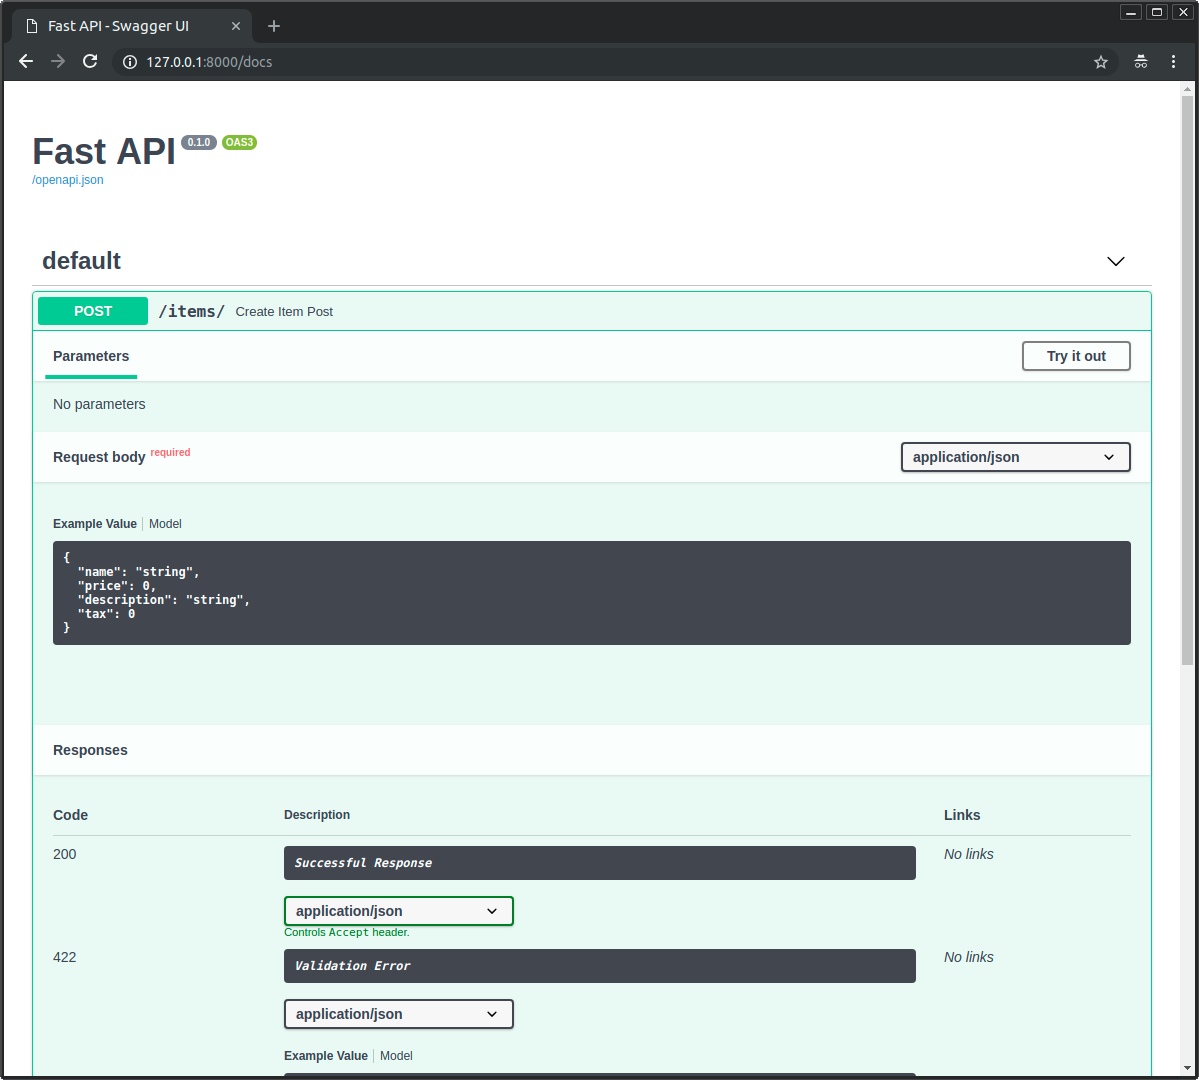 Fast API - Swagger UI
127.0.0.1:8000/docs
Fast API 0.1.0 OAS3
/openapi.json
default
POST /items/ Create Item Post
Parameters Try it out
No parameters
Request body required application/json
Example Value Model
{
"name": "string",
"price": 0,
"description": "string",
"tax": 0
}
Responses
Code Description Links
200 Successful Response No links
application/json
Controls Accept header.
422 Validation Error No links
application/json
Example Value Model